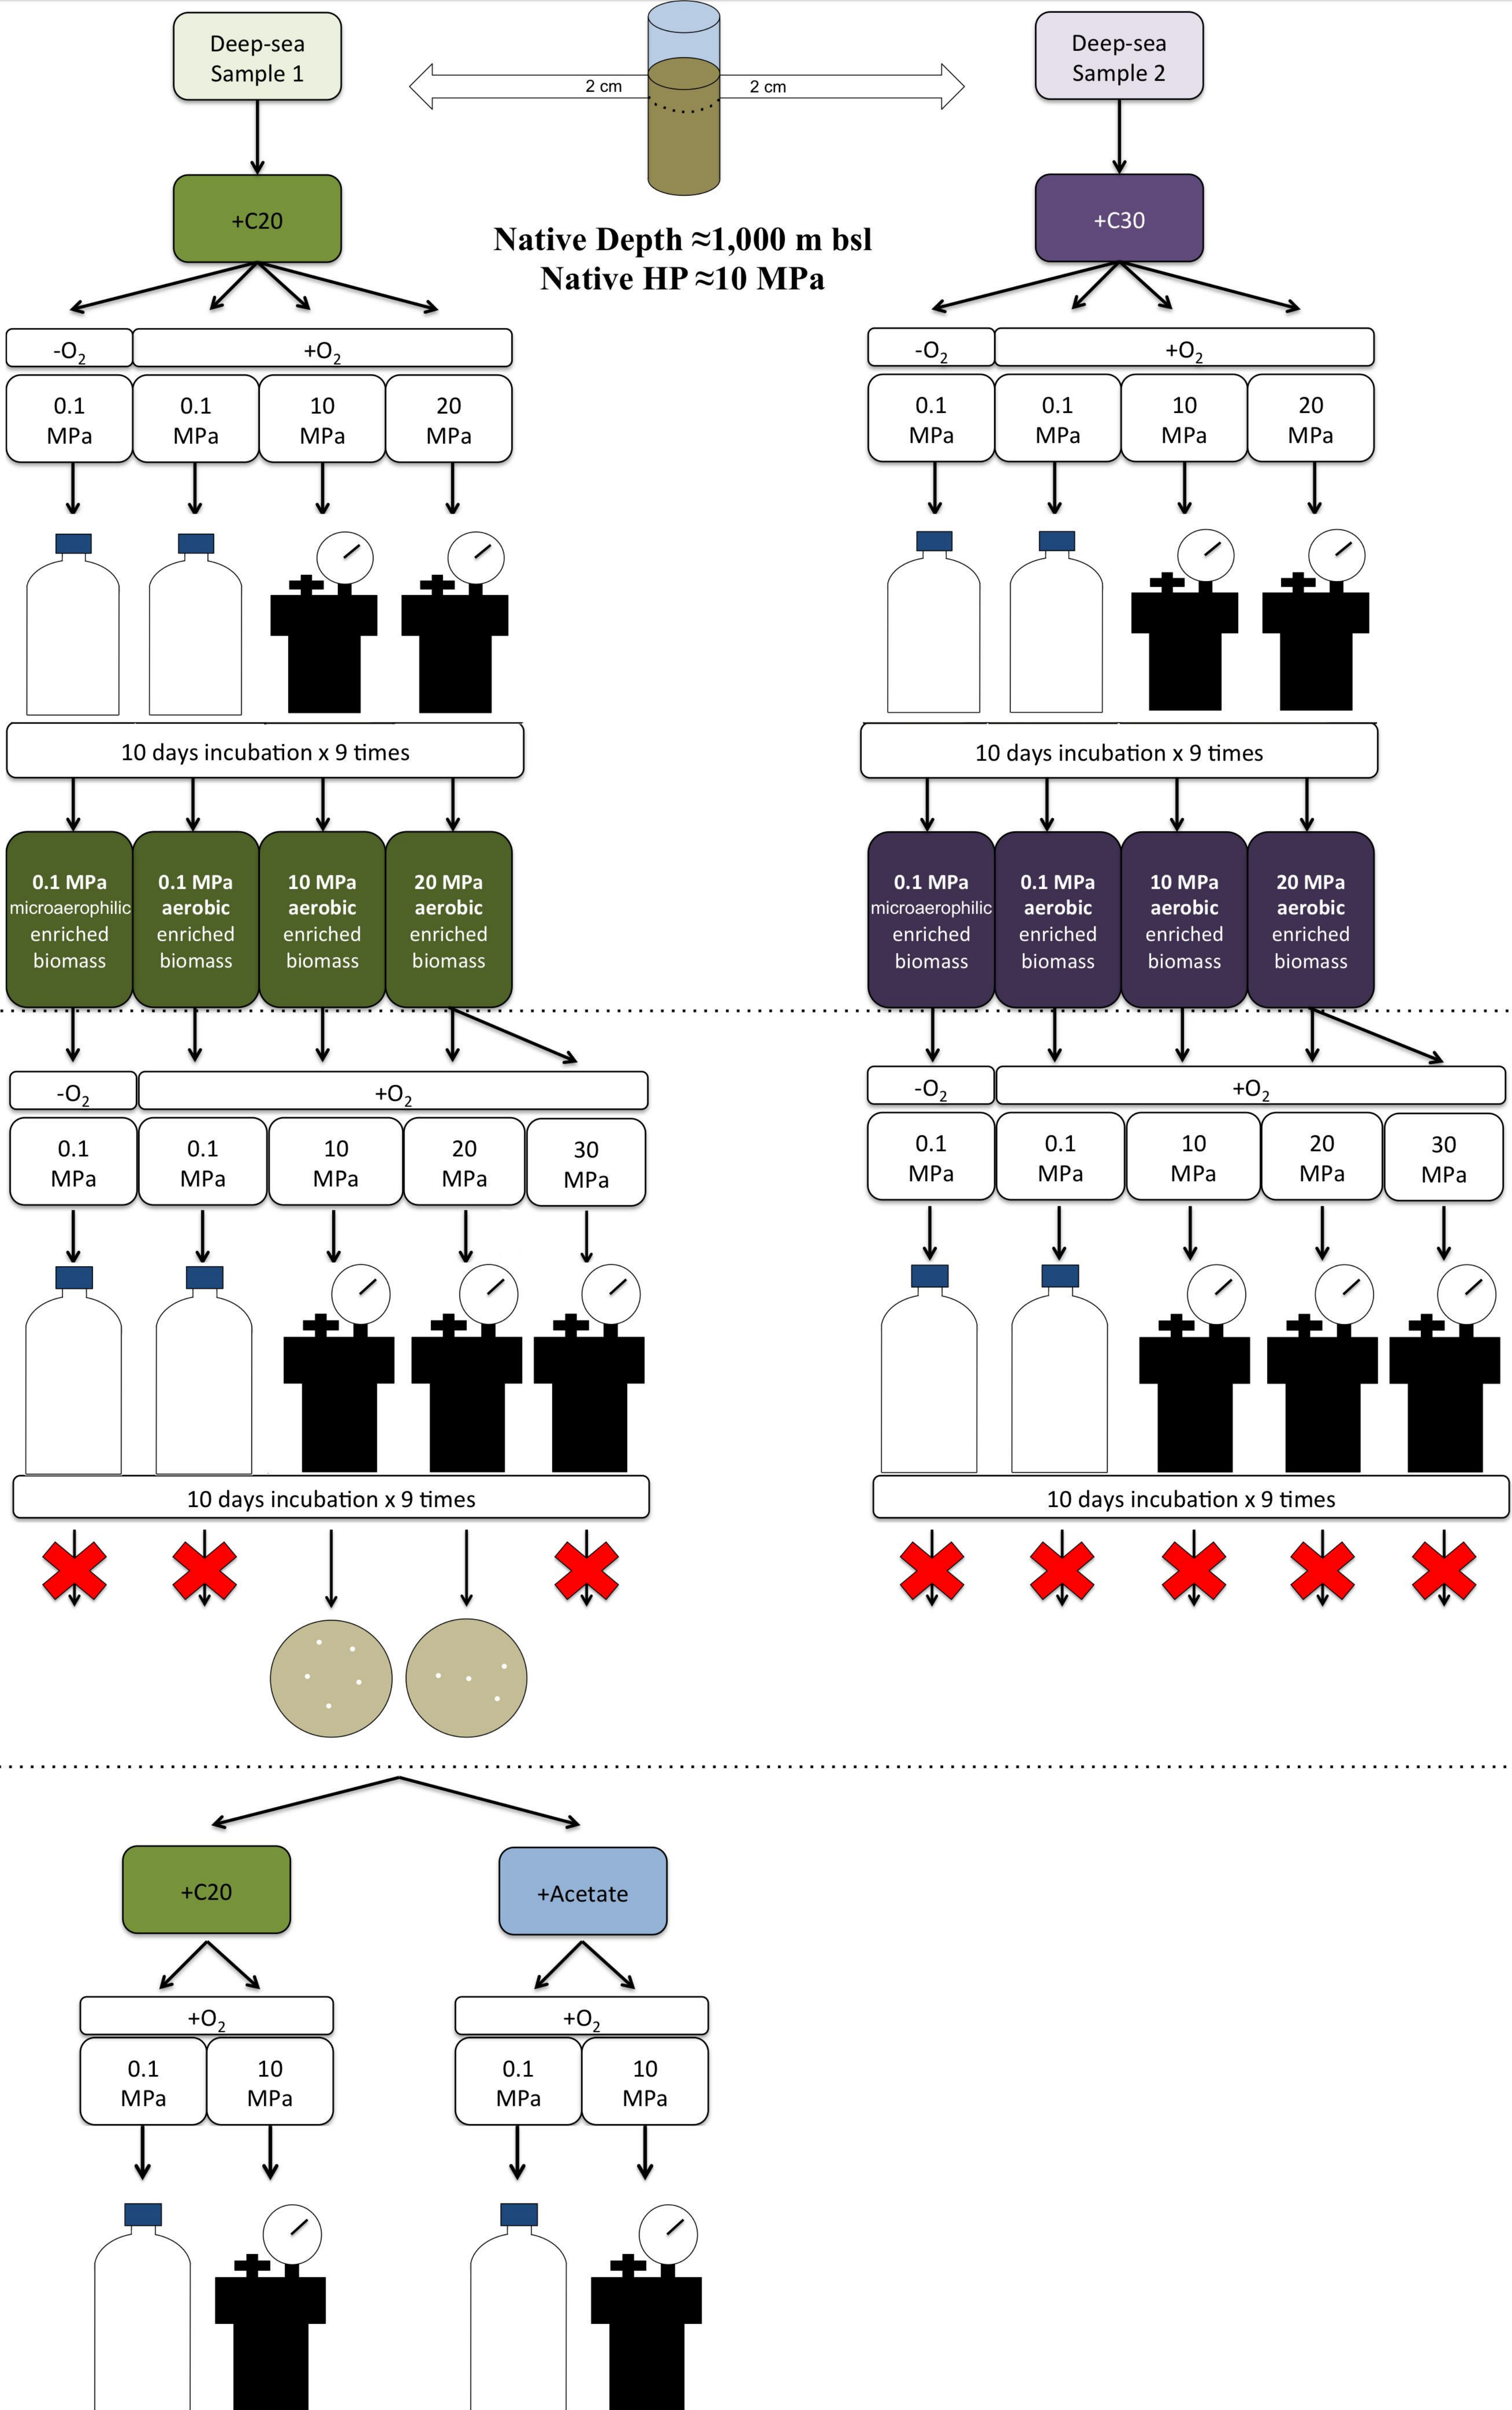 Deep-sea
Sample 1
2 cm
2 cm
Deep-sea
Sample 2
+C20
+C30
Native Depth ≈1,000 m bsl
Native HP ≈10 MPa
-O2
+O2
-O2
+O2
0.1
MPa
0.1
MPa
10
MPa
20
MPa
0.1
MPa
0.1
MPa
10
MPa
20
MPa
10 days incubation x 9 times
10 days incubation x 9 times
0.1 MPa
microaerophilic
enriched
biomass
0.1 MPa
aerobic
enriched
biomass
10 MPa
aerobic
enriched
biomass
20 MPa
aerobic
enriched
biomass
0.1 MPa
microaerophilic
enriched
biomass
0.1 MPa
aerobic
enriched
biomass
10 MPa
aerobic
enriched
biomass
20 MPa
aerobic
enriched
biomass
-O2
+O2
-O2
+O2
0.1
MPa
0.1
MPa
10
MPa
20
MPa
30
MPa
0.1
MPa
0.1
MPa
10
MPa
20
MPa
30
MPa
10 days incubation x 9 times
10 days incubation x 9 times
+C20
+Acetate
+O2
+O2
0.1
MPa
10
MPa
0.1
MPa
10
MPa